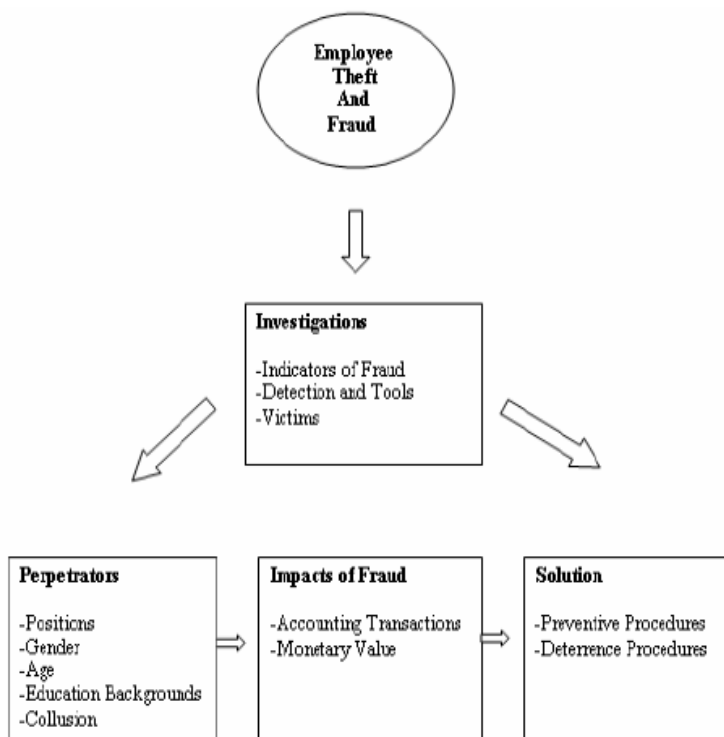 Employee
Theft
And
Fraud
Investigations
-Indicators of Fraud
-Detection and Tools
-Victims
Perpetrators
-Positions
-Gender
-Age
-Education Backgrounds
-Collusion
Impacts of Fraud
-Accounting Transactions
-Monetary Value
Solution
-Preventive Procedures
-Deterrence Procedures